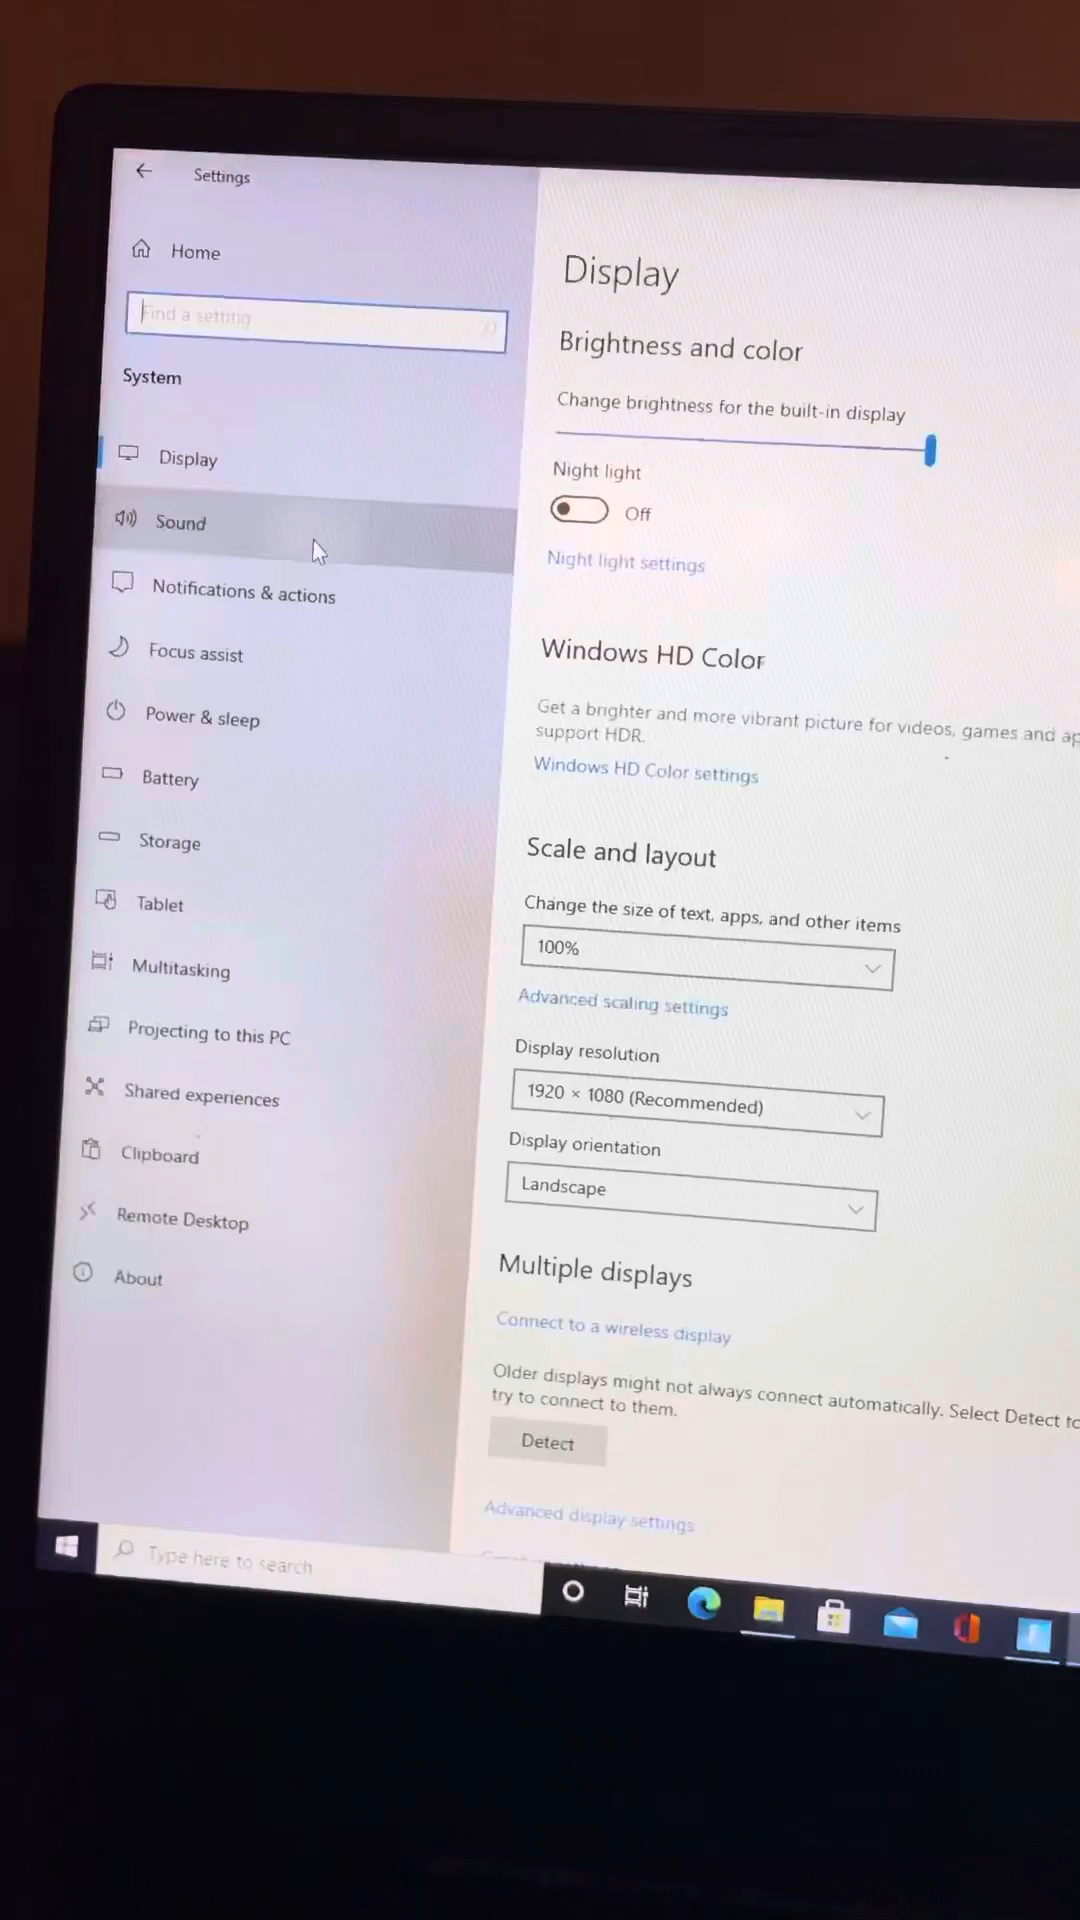 Settings
Home
Find a setting
System
Display
Sound
Notifications & actions
Focus assist
Power & sleep
Battery
Storage
Tablet
Multitasking
Projecting to this PC
Shared experiences
Clipboard
Remote Desktop
About
Display
Brightness and color
Change brightness for the built-in display
Night light
Off
Night light settings
Windows HD Color
Get a brighter and more vibrant picture for videos, games and
support HDR.
Windows HD Color settings
Scale and layout
Change the size of text, apps, and other items
100%
Advanced scaling settings
Display resolution
1920 × 1080 (Recommended)
Display orientation
Landscape
Multiple displays
Connect to a wireless display
Older displays might not always connect automatically. Select Detect to
try to connect to them.
Detect
Advanced display settings
Type here to search